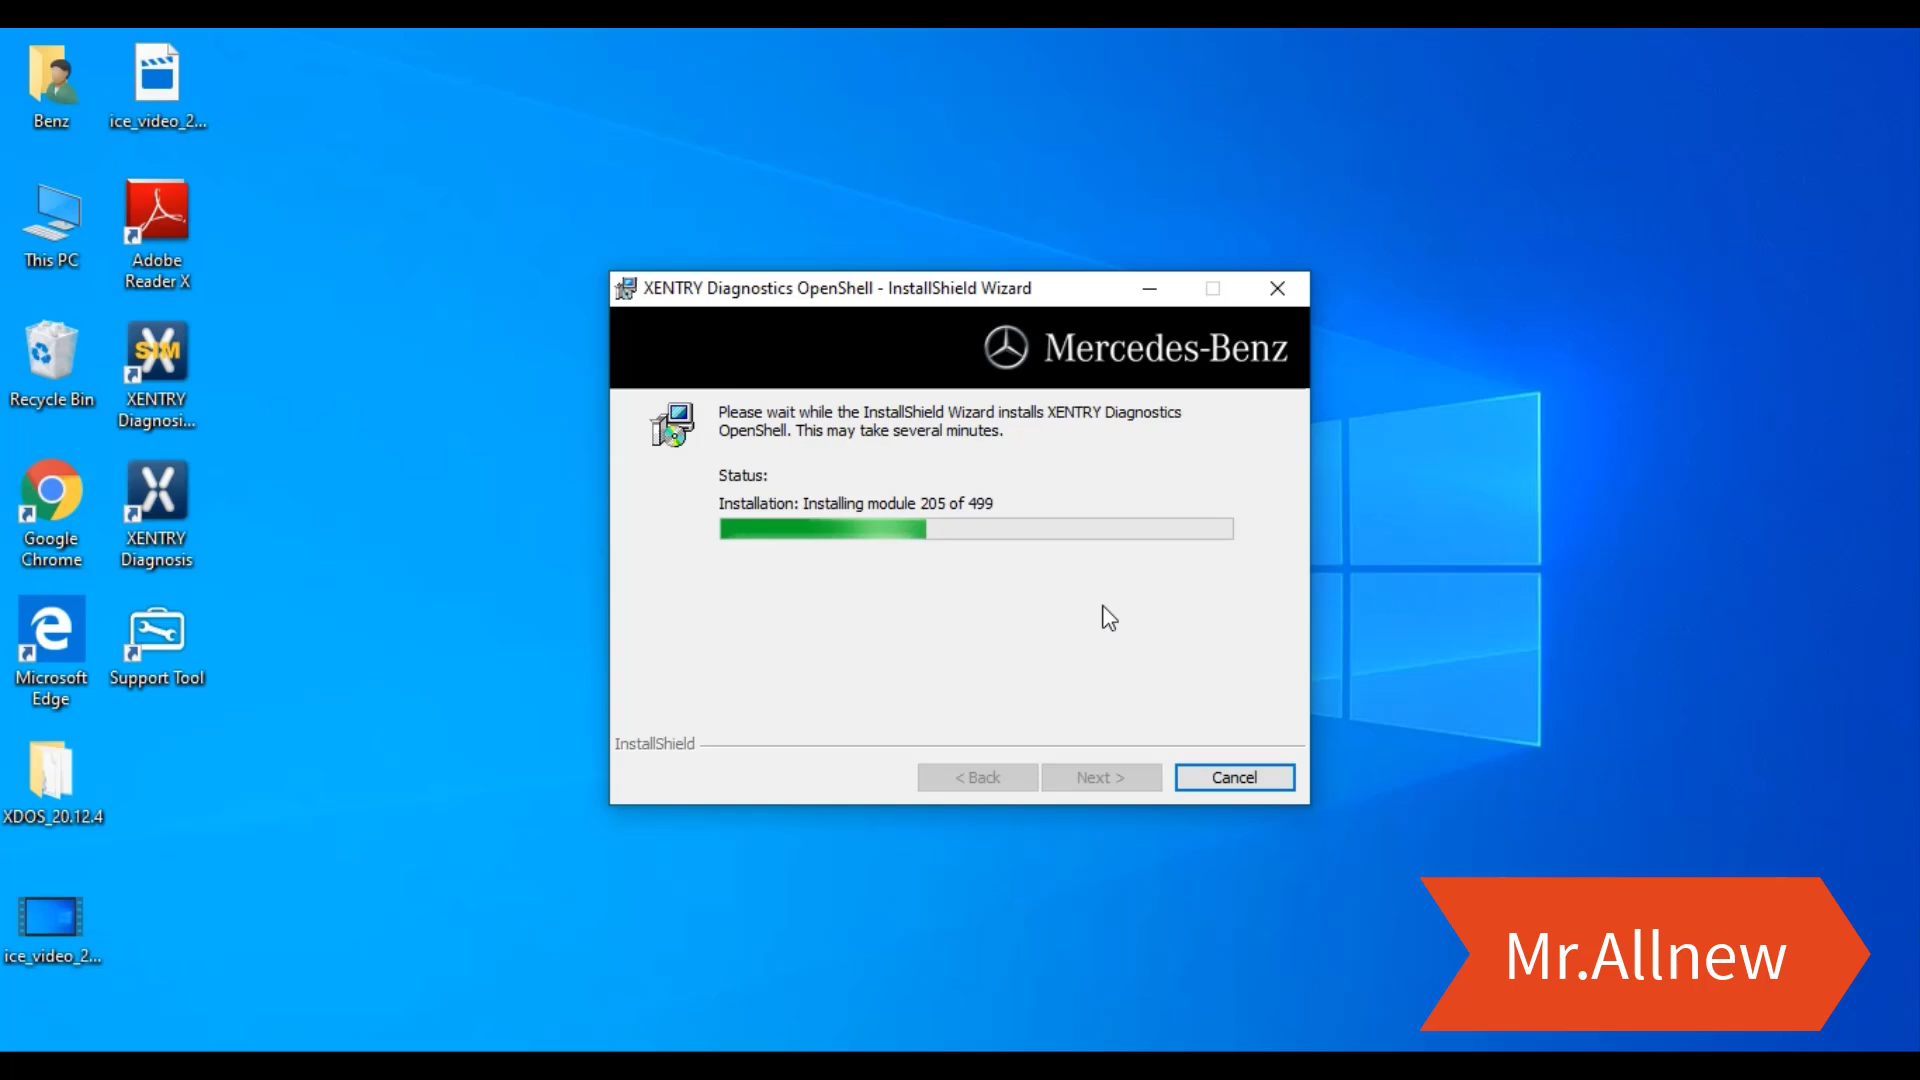 Benz
ice_video_2...
This PC
Adobe
Reader X
Recycle Bin
SIM
XENTRY
Diagnosi...
Google
Chrome
XENTRY
Diagnosis
Microsoft
Edge
Support Tool
XDOS_20.12.4
ice_video_2...
XENTRY Diagnostics OpenShell - InstallShield Wizard
Mercedes-Benz
Please wait while the InstallShield Wizard installs XENTRY Diagnostics
OpenShell. This may take several minutes.
Status:
Installation: Installing module 205 of 499
InstallShield
< Back
Next >
Cancel
Mr.Allnew